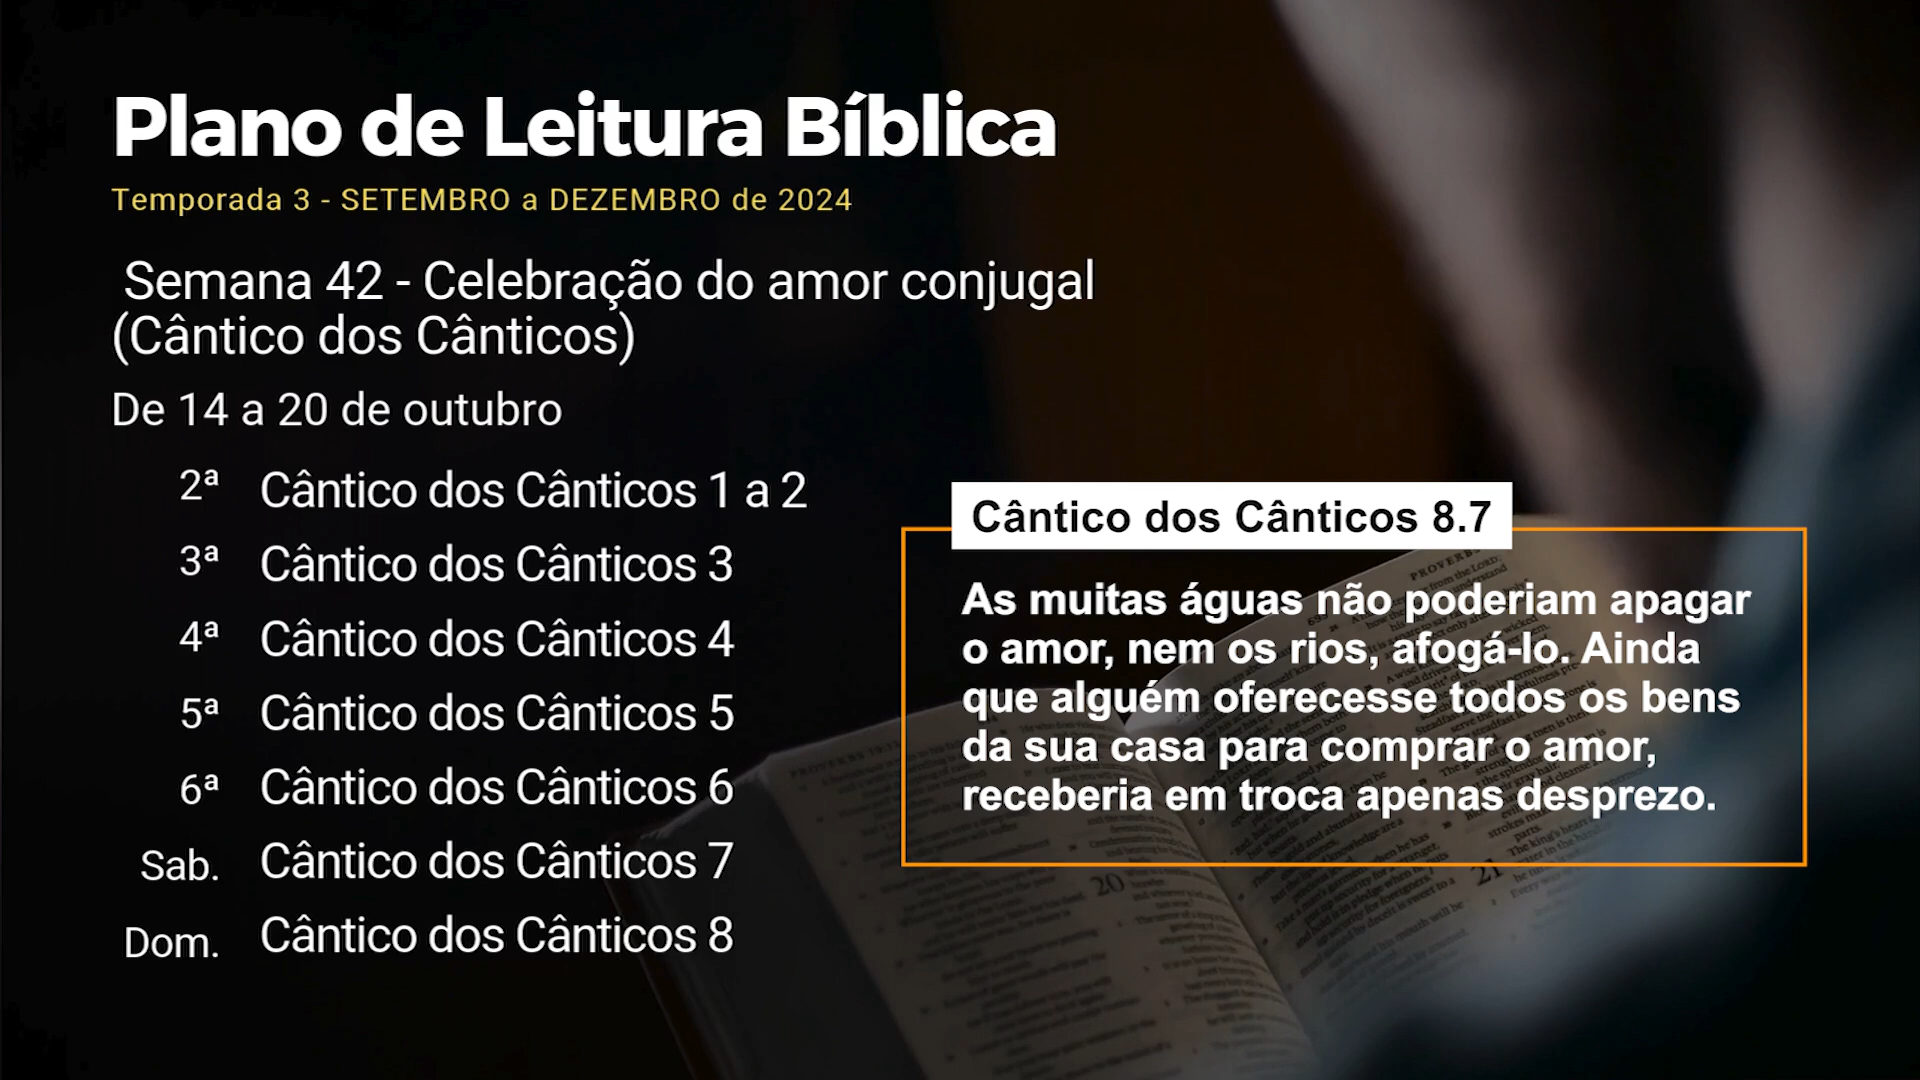 Plano de Leitura Bíblica
Temporada 3 - SETEMBRO a DEZEMBRO de 2024
Semana 42 - Celebração do amor conjugal
(Cântico dos Cânticos)
De 14 a 20 de outubro
2ª Cântico dos Cânticos 1 a 2
3ª Cântico dos Cânticos 3
4ª Cântico dos Cânticos 4
5ª Cântico dos Cânticos 5
6ª Cântico dos Cânticos 6
Sab. Cântico dos Cânticos 7
Dom. Cântico dos Cânticos 8
Cântico dos Cânticos 8.7
As muitas águas não poderiam apagar
o amor, nem os rios, afogá-lo. Ainda
que alguém oferecesse todos os bens
da sua casa para comprar o amor,
receberia em troca apenas desprezo.
20
21